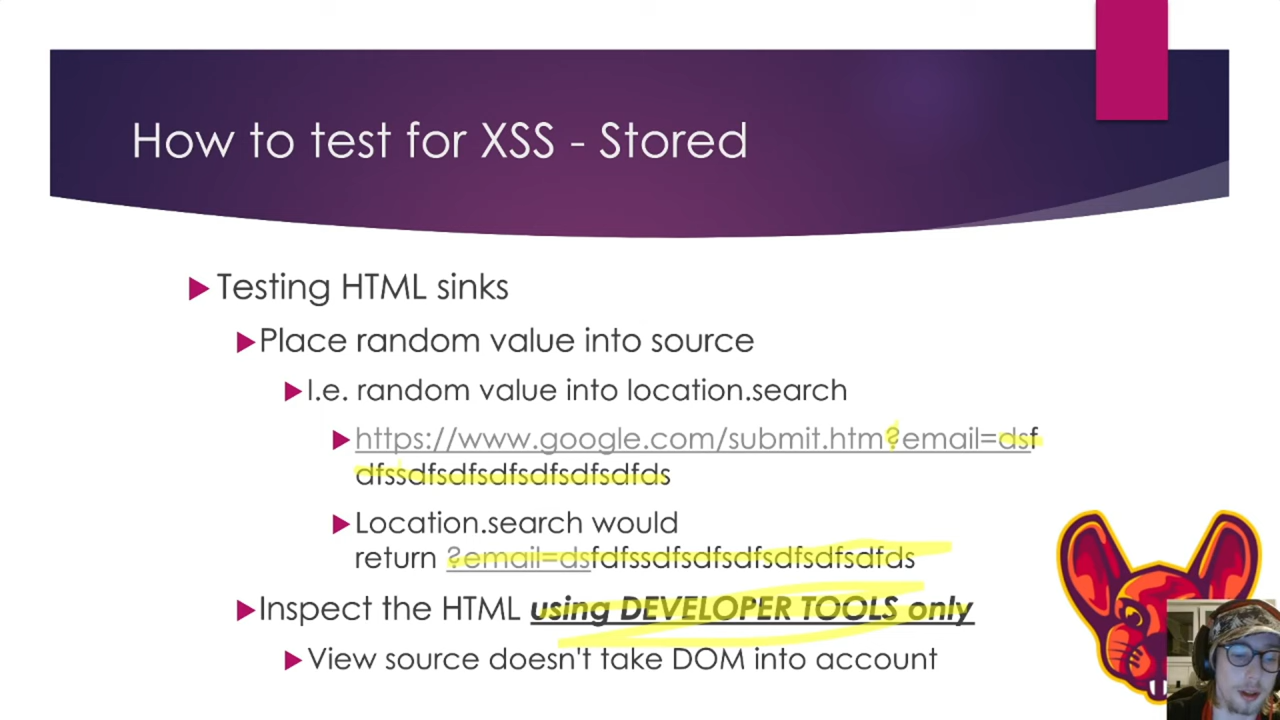 How to test for XSS - Stored
Testing HTML sinks
Place random value into source
I.e. random value into location.search
https://www.google.com/submit.htm?email=dsf
dfssdfsdfsdfsdfsdfsdfds
Location.search would
return ?email=dsfdfssdfsdfsdfsdfsdfsdfds
Inspect the HTML using DEVELOPER TOOLS only
View source doesn't take DOM into account